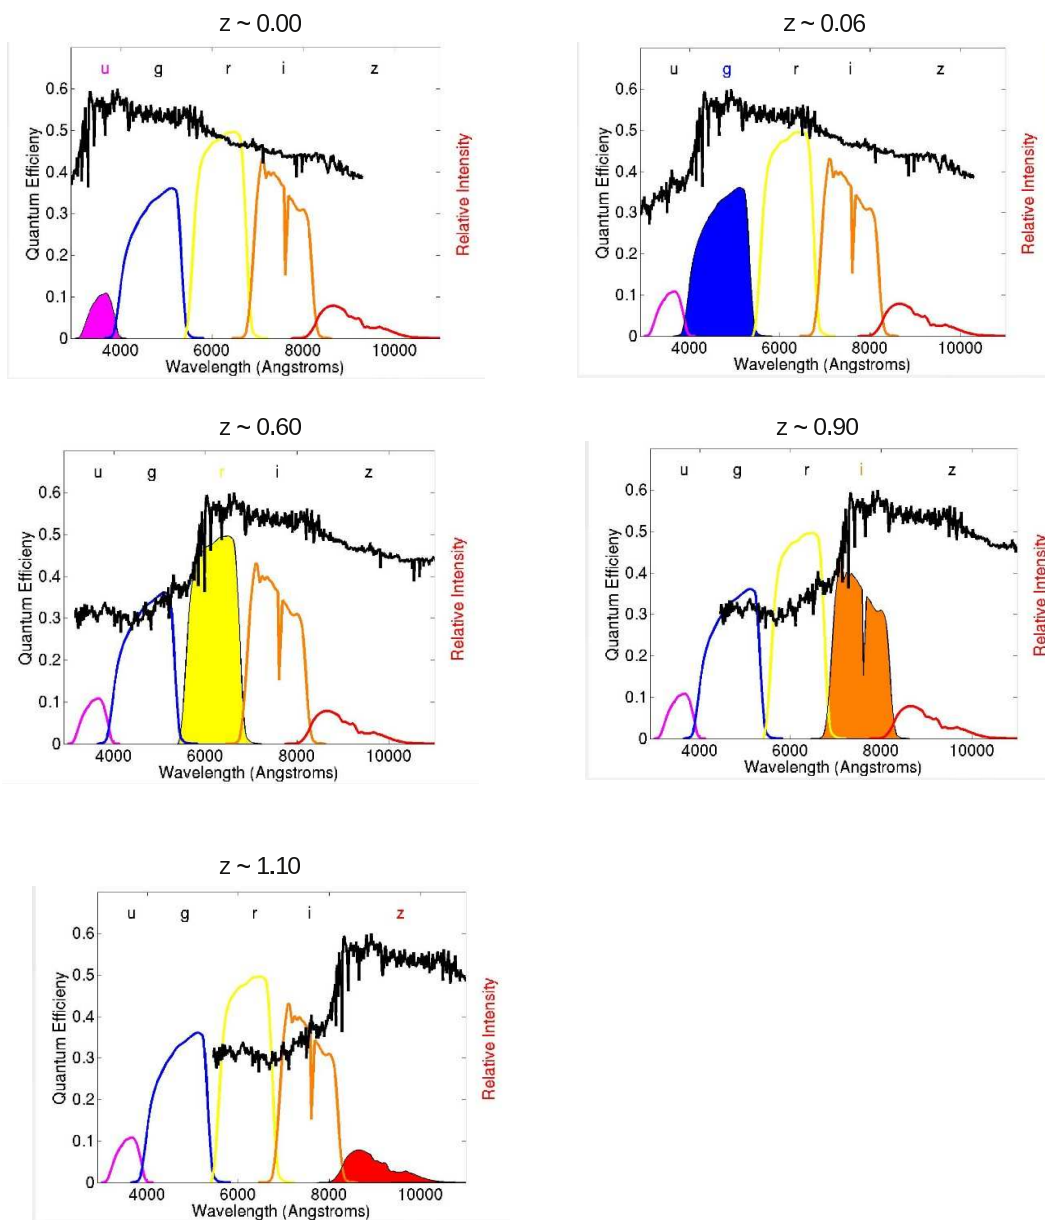 z ~ 0.00
u g r i z
0.6
0.5
0.4
0.3
0.2
0.1
0
4000 6000 8000 10000
Wavelength (Angstroms)
Quantum Efficieny
Relative Intensity
z ~ 0.06
u g r i z
0.6
0.5
0.4
0.3
0.2
0.1
0
4000 6000 8000 10000
Wavelength (Angstroms)
Quantum Efficieny
Relative Intensity
z ~ 0.60
u g r i z
0.6
0.5
0.4
0.3
0.2
0.1
0
4000 6000 8000 10000
Wavelength (Angstroms)
Quantum Efficieny
Relative Intensity
z ~ 0.90
u g r i z
0.6
0.5
0.4
0.3
0.2
0.1
0
4000 6000 8000 10000
Wavelength (Angstroms)
Quantum Efficieny
Relative Intensity
z ~ 1.10
u g r i z
0.6
0.5
0.4
0.3
0.2
0.1
0
4000 6000 8000 10000
Wavelength (Angstroms)
Quantum Efficieny
Relative Intensity